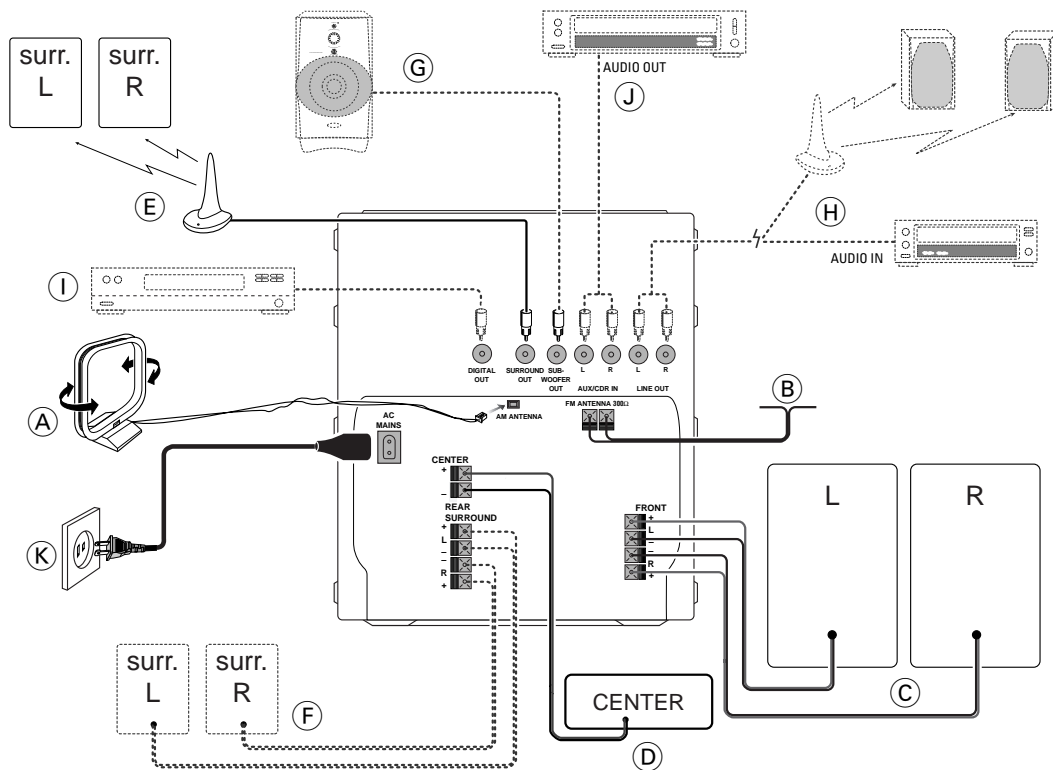 surr.
L
surr.
R
G
AUDIO OUT
J
E
H
AUDIO IN
I
DIGITAL
OUT
SURROUND
OUT
SUB-
WOOFER
OUT
L
R
AUX/CDR IN
L
R
LINE OUT
A
AM ANTENNA
FM ANTENNA 300Ω
B
AC
MAINS
CENTER
+
–
REAR
SURROUND
+
L
–
–
R
+
FRONT
+
L
–
–
R
+
L
R
K
surr.
L
surr.
R
F
CENTER
D
C